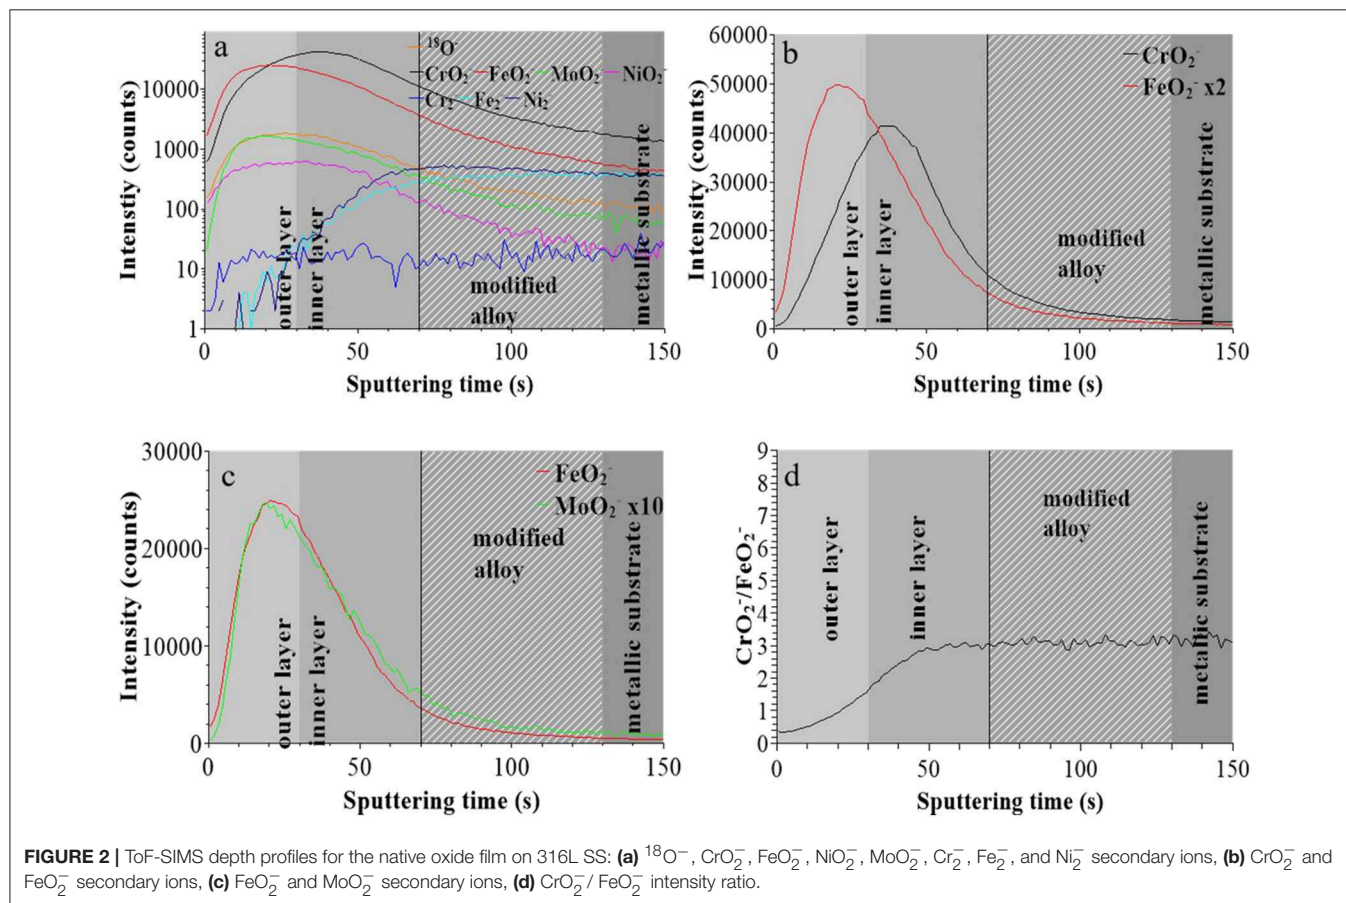 a
¹⁸O⁻
CrO₂⁻ FeO₂⁻ MoO₂⁻ NiO₂⁻
Cr₂⁻ Fe₂⁻ Ni₂⁻
10000
1000
100
10
1
Intenstiy (counts)
outer layer
inner layer
modified
alloy
metallic substrate
0 50 100 150
Sputtering time (s)
b
CrO₂⁻
FeO₂⁻ x2
60000
50000
40000
30000
20000
10000
0
Intensity (counts)
outer layer
inner layer
modified
alloy
metallic substrate
0 50 100 150
Sputtering time (s)
c
FeO₂⁻
MoO₂⁻ x10
30000
20000
10000
0
Intensity (counts)
outer layer
inner layer
modified
alloy
metallic substrate
0 50 100 150
Sputtering time (s)
d
9
8
7
6
5
4
3
2
1
0
CrO₂⁻/FeO₂⁻
outer layer
inner layer
modified
alloy
metallic substrate
0 50 100 150
Sputtering time (s)
FIGURE 2 | ToF-SIMS depth profiles for the native oxide film on 316L SS: (a) ¹⁸O⁻, CrO₂⁻, FeO₂⁻, NiO₂⁻, MoO₂⁻, Cr₂⁻, Fe₂⁻, and Ni₂⁻ secondary ions, (b) CrO₂⁻ and
FeO₂⁻ secondary ions, (c) FeO₂⁻ and MoO₂⁻ secondary ions, (d) CrO₂⁻/ FeO₂⁻ intensity ratio.